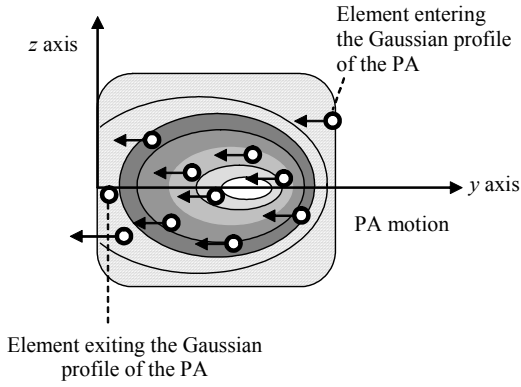 Element entering
the Gaussian profile
of the PA
z axis
y axis
PA motion
Element exiting the Gaussian
profile of the PA